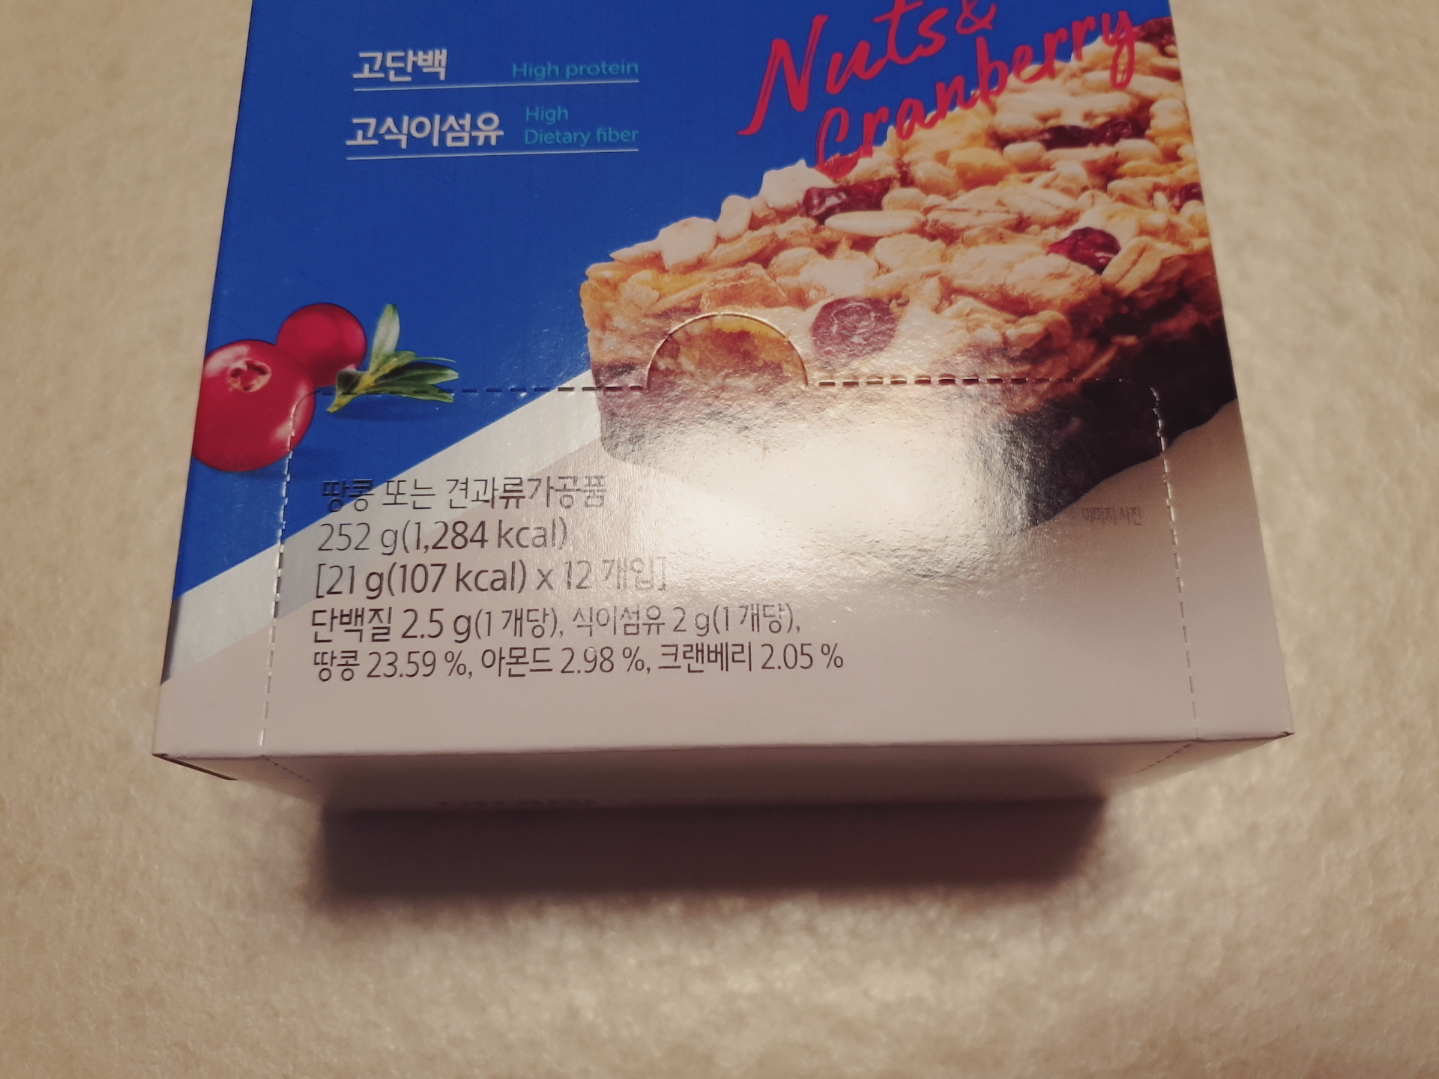 Nuts &
Cranberry
고단백 High protein
고식이섬유 High
Dietary fiber
땅콩 또는 견과류가공품
252 g(1,284 kcal)
[21 g(107 kcal) x 12 개입]
단백질 2.5 g(1 개당), 식이섬유 2 g(1 개당),
땅콩 23.59 %, 아몬드 2.98 %, 크랜베리 2.05 %
이미지 사진